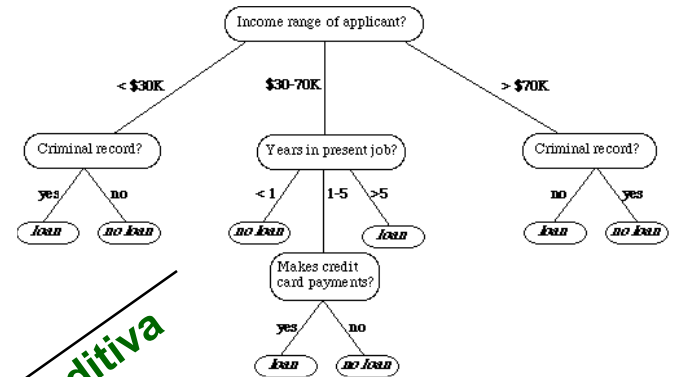 Income range of applicant?
< $30K
$30-70K
> $70K
Criminal record?
Years in present job?
Criminal record?
yes
no
< 1
1-5
>5
no
yes
loan
no loan
no loan
loan
loan
no loan
Makes credit
card payments?
yes
no
loan
no loan
ditiva